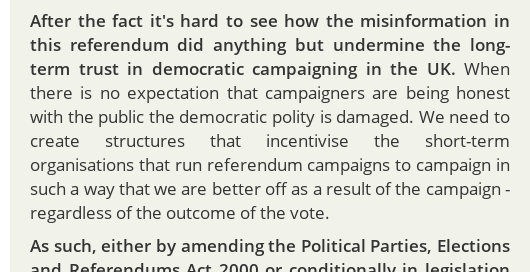 After the fact it's hard to see how the misinformation in
this referendum did anything but undermine the long-
term trust in democratic campaigning in the UK. When
there is no expectation that campaigners are being honest
with the public the democratic polity is damaged. We need to
create structures that incentivise the short-term
organisations that run referendum campaigns to campaign in
such a way that we are better off as a result of the campaign -
regardless of the outcome of the vote.
As such, either by amending the Political Parties, Elections
and Referendums Act 2000 or conditionally in legislation